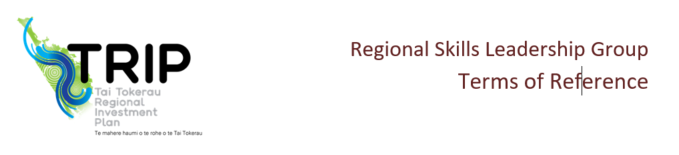 TRIP
Tai Tokerau
Regional
Investment
Plan
Te mahere haumi o te rohe o te Tai Tokerau
Regional Skills Leadership Group
Terms of Reference